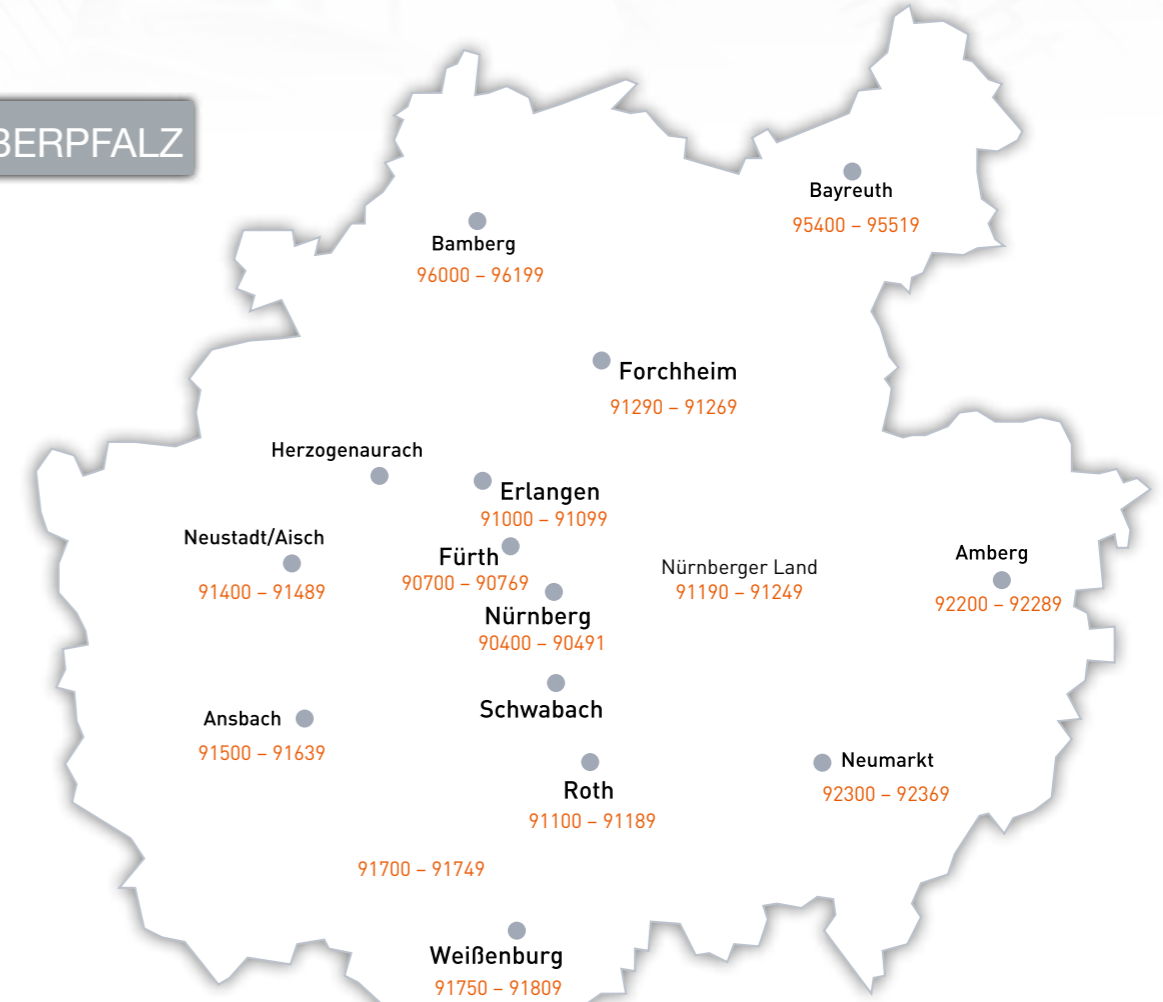 BERPFALZ
Bayreuth
95400 – 95519
Bamberg
96000 – 96199
Forchheim
91290 – 91269
Herzogenaurach
Erlangen
91000 – 91099
Neustadt/Aisch
91400 – 91489
Fürth
90700 – 90769
Nürnberger Land
91190 – 91249
Amberg
92200 – 92289
Nürnberg
90400 – 90491
Schwabach
Ansbach
91500 – 91639
Neumarkt
92300 – 92369
Roth
91100 – 91189
91700 – 91749
Weißenburg
91750 – 91809